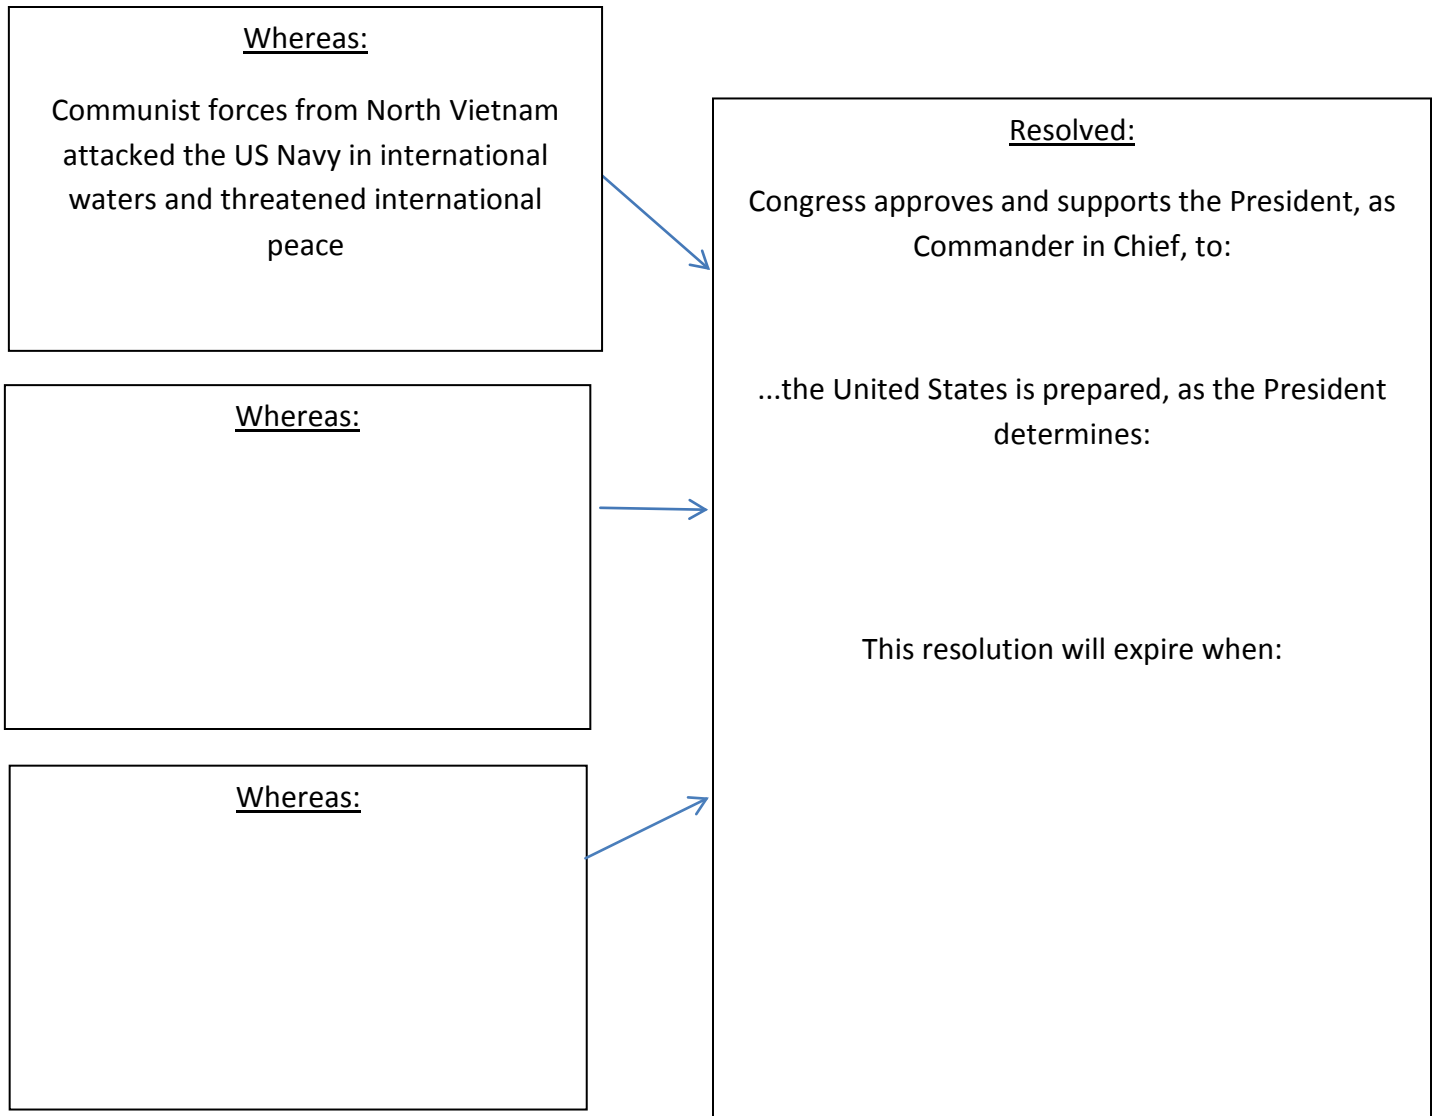 Whereas:
Communist forces from North Vietnam
attacked the US Navy in international
waters and threatened international
peace
Whereas:
Whereas:
Resolved:
Congress approves and supports the President, as
Commander in Chief, to:
...the United States is prepared, as the President
determines:
This resolution will expire when: